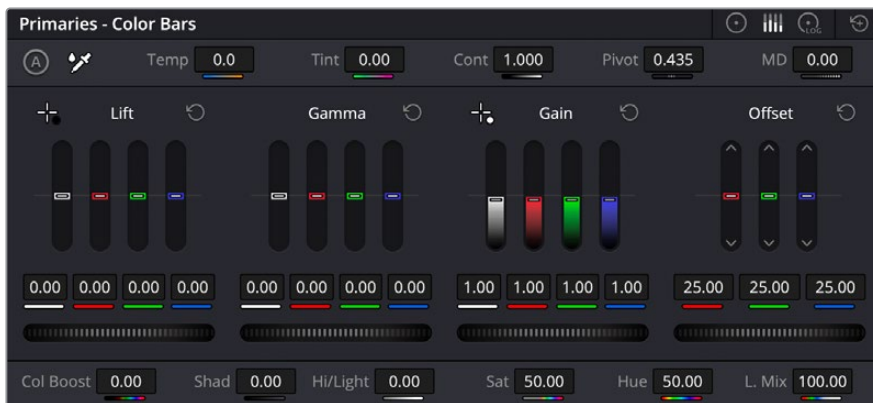 Primaries - Color Bars
LOG
A Temp 0.0 Tint 0.00 Cont 1.000 Pivot 0.435 MD 0.00
Lift Gamma Gain Offset
0.00 0.00 0.00 0.00 0.00 0.00 0.00 0.00 1.00 1.00 1.00 1.00 25.00 25.00 25.00
Col Boost 0.00 Shad 0.00 Hi/Light 0.00 Sat 50.00 Hue 50.00 L. Mix 100.00